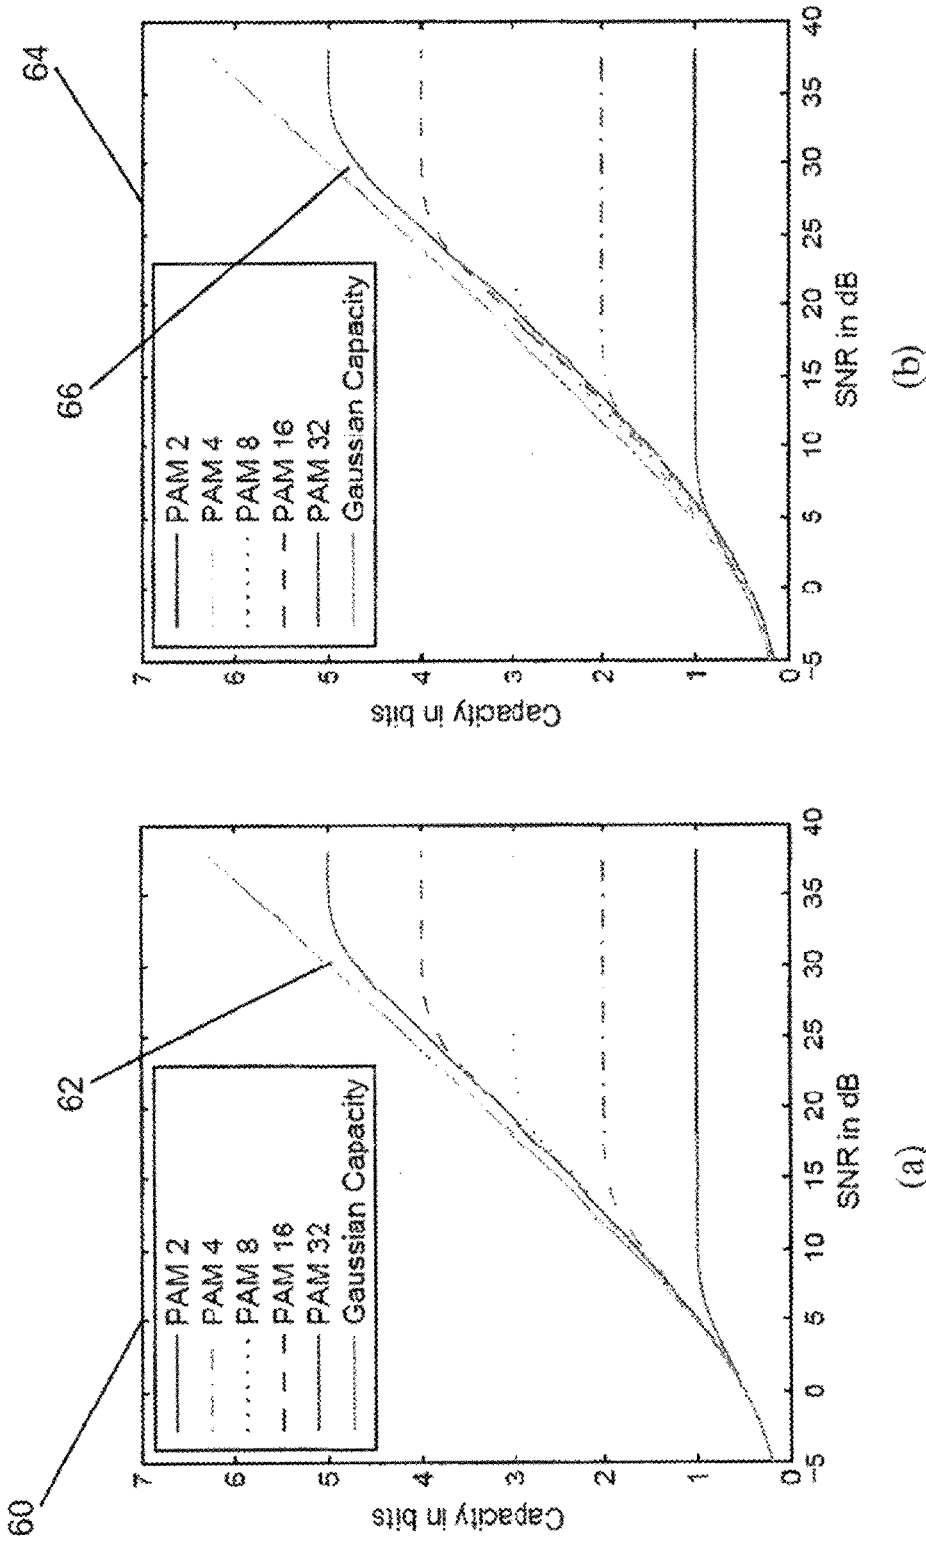 60
62
7
6
5
4
3
2
1
0
Capacity in bits
PAM 2
PAM 4
PAM 8
PAM 16
PAM 32
Gaussian Capacity
-5
0
5
10
15
20
25
30
35
40
SNR in dB
(a)
64
66
7
6
5
4
3
2
1
0
Capacity in bits
PAM 2
PAM 4
PAM 8
PAM 16
PAM 32
Gaussian Capacity
-5
0
5
10
15
20
25
30
35
40
SNR in dB
(b)